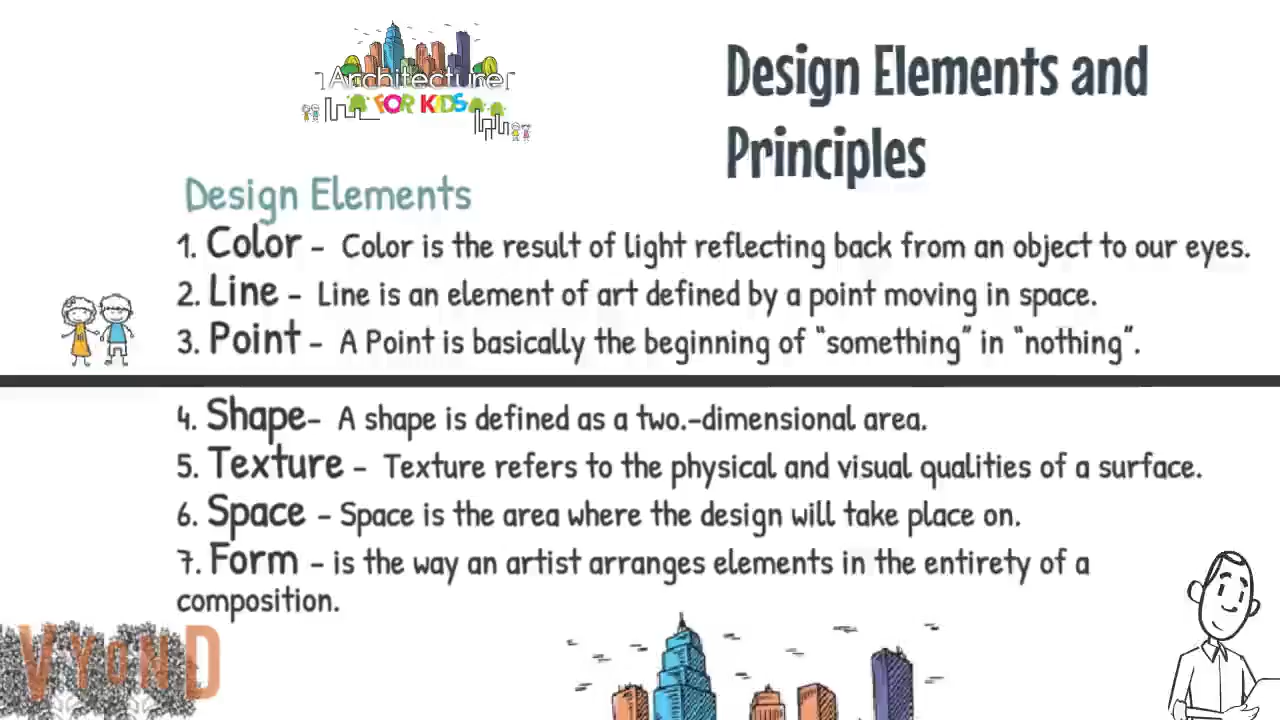 Architecture
FOR KIDS
Design Elements and
Principles
Design Elements
1. Color - Color is the result of light reflecting back from an object to our eyes.
2. Line - Line is an element of art defined by a point moving in space.
3. Point - A Point is basically the beginning of “something” in “nothing”.
4. Shape- A shape is defined as a two.-dimensional area.
5. Texture - Texture refers to the physical and visual qualities of a surface.
6. Space - Space is the area where the design will take place on.
7. Form - is the way an artist arranges elements in the entirety of a
composition.
VYOND